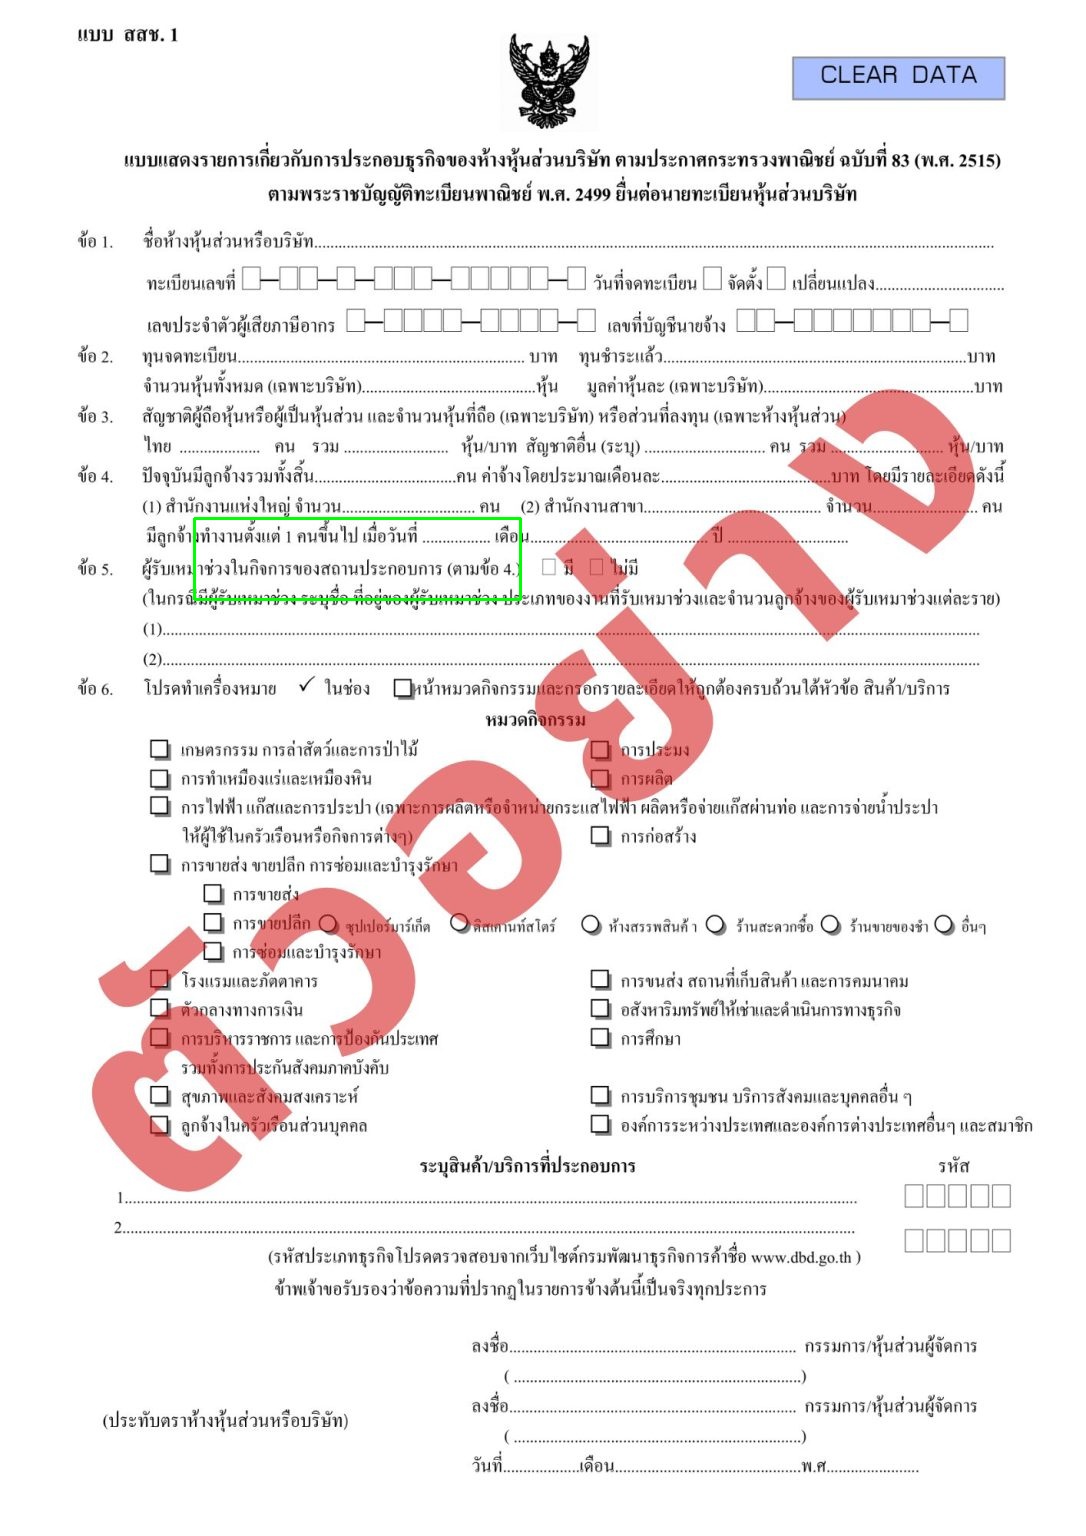 แบบ สสช. 1
CLEAR DATA
แบบแสดงรายการเกี่ยวกับการประกอบธุรกิจของห้างหุ้นส่วนบริษัท ตามประกาศกระทรวงพาณิชย์ ฉบับที่ 83 (พ.ศ. 2515)
ตามพระราชบัญญัติทะเบียนพาณิชย์ พ.ศ. 2499 ยื่นต่อนายทะเบียนหุ้นส่วนบริษัท
ข้อ 1. ชื่อห้างหุ้นส่วนหรือบริษัท
ทะเบียนเลขที่ วันที่จดทะเบียน จัดตั้ง เปลี่ยนแปลง
เลขประจำตัวผู้เสียภาษีอากร เลขที่บัญชีนายจ้าง
ข้อ 2. ทุนจดทะเบียน บาท ทุนชำระแล้ว บาท
จำนวนหุ้นทั้งหมด (เฉพาะบริษัท) หุ้น มูลค่าหุ้นละ (เฉพาะบริษัท) บาท
ข้อ 3. สัญชาติผู้ถือหุ้นหรือผู้เป็นหุ้นส่วน และจำนวนหุ้นที่ถือ (เฉพาะบริษัท) หรือส่วนที่ลงทุน (เฉพาะห้างหุ้นส่วน)
ไทย คน รวม หุ้น/บาท สัญชาติอื่น (ระบุ) คน รวม หุ้น/บาท
ข้อ 4. ปัจจุบันมีลูกจ้างรวมทั้งสิ้น คน ค่าจ้างโดยประมาณเดือนละ บาท โดยมีรายละเอียดดังนี้
(1) สำนักงานแห่งใหญ่ จำนวน คน (2) สำนักงานสาขา จำนวน คน
มีลูกจ้างทำงานตั้งแต่ 1 คนขึ้นไป เมื่อวันที่ เดือน ปี
ข้อ 5. ผู้รับเหมาช่วงในกิจการของสถานประกอบการ (ตามข้อ 4.) มี ไม่มี
(ในกรณีมีผู้รับเหมาช่วง ระบุชื่อ ที่อยู่ของผู้รับเหมาช่วง ประเภทของงานที่รับเหมาช่วงและจำนวนลูกจ้างของผู้รับเหมาช่วงแต่ละราย)
(1)
(2)
ข้อ 6. โปรดทำเครื่องหมาย ✓ ในช่อง หน้าหมวดกิจกรรมและกรอกรายละเอียดให้ถูกต้องครบถ้วนใต้หัวข้อ สินค้า/บริการ
หมวดกิจกรรม
เกษตรกรรม การล่าสัตว์และการป่าไม้ การประมง
การทำเหมืองแร่และเหมืองหิน การผลิต
การไฟฟ้า แก๊สและการประปา (เฉพาะการผลิตหรือจำหน่ายกระแสไฟฟ้า ผลิตหรือจ่ายแก๊สผ่านท่อ และการจ่ายน้ำประปา
ให้ผู้ใช้ในครัวเรือนหรือกิจการต่างๆ) การก่อสร้าง
การขายส่ง ขายปลีก การซ่อมและบำรุงรักษา
การขายส่ง
การขายปลีก ซุปเปอร์มาร์เก็ต ดิสเคานท์สโตร์ ห้างสรรพสินค้า ร้านสะดวกซื้อ ร้านขายของชำ อื่นๆ
การซ่อมและบำรุงรักษา
โรงแรมและภัตตาคาร การขนส่ง สถานที่เก็บสินค้า และการคมนาคม
ตัวกลางทางการเงิน อสังหาริมทรัพย์ให้เช่าและดำเนินการทางธุรกิจ
การบริหารราชการ และการป้องกันประเทศ การศึกษา
รวมทั้งการประกันสังคมภาคบังคับ
สุขภาพและสังคมสงเคราะห์ การบริการชุมชน บริการสังคมและบุคคลอื่น ๆ
ลูกจ้างในครัวเรือนส่วนบุคคล องค์การระหว่างประเทศและองค์การต่างประเทศอื่นๆ และสมาชิก
ระบุสินค้า/บริการที่ประกอบการ รหัส
1.
2.
(รหัสประเภทธุรกิจโปรดตรวจสอบจากเว็บไซต์กรมพัฒนาธุรกิจการค้าชื่อ www.dbd.go.th )
ข้าพเจ้าขอรับรองว่าข้อความที่ปรากฏในรายการข้างต้นนี้เป็นจริงทุกประการ
ลงชื่อ กรรมการ/หุ้นส่วนผู้จัดการ
( )
ลงชื่อ กรรมการ/หุ้นส่วนผู้จัดการ
(ประทับตราห้างหุ้นส่วนหรือบริษัท)
( )
วันที่ เดือน พ.ศ.
ตัวอย่าง